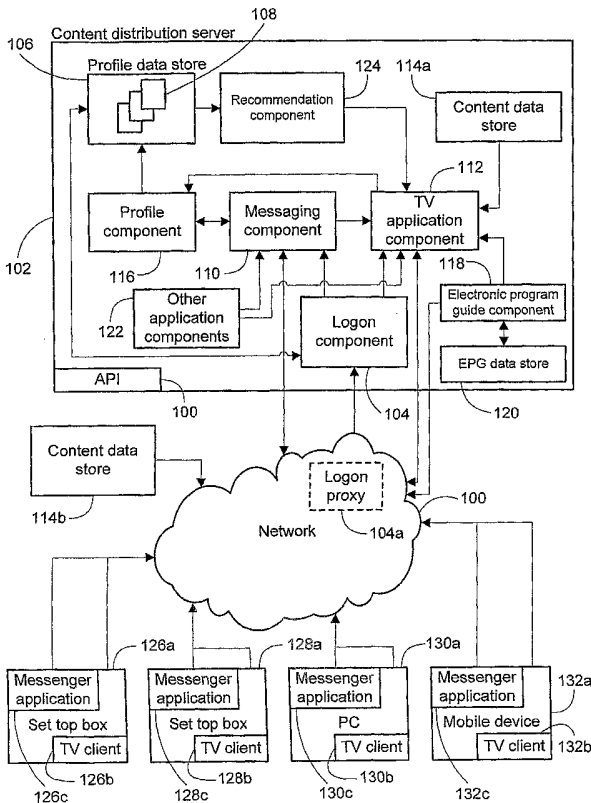 108
Content distribution server
106
Profile data store
124
114a
Recommendation
component
Content data
store
112
Profile
component
Messaging
component
TV
application
component
102
118
116
110
Electronic program
guide component
122
Other
application
components
Logon
component
EPG data store
API
100
104
120
Content data
store
114b
Logon
proxy
104a
100
Network
126a
128a
130a
Messenger
application
Messenger
application
Messenger
application
Messenger
application
132a
Set top box
Set top box
PC
Mobile device
TV client
TV client
TV client
TV client
132b
126b
128b
130b
126c
128c
130c
132c